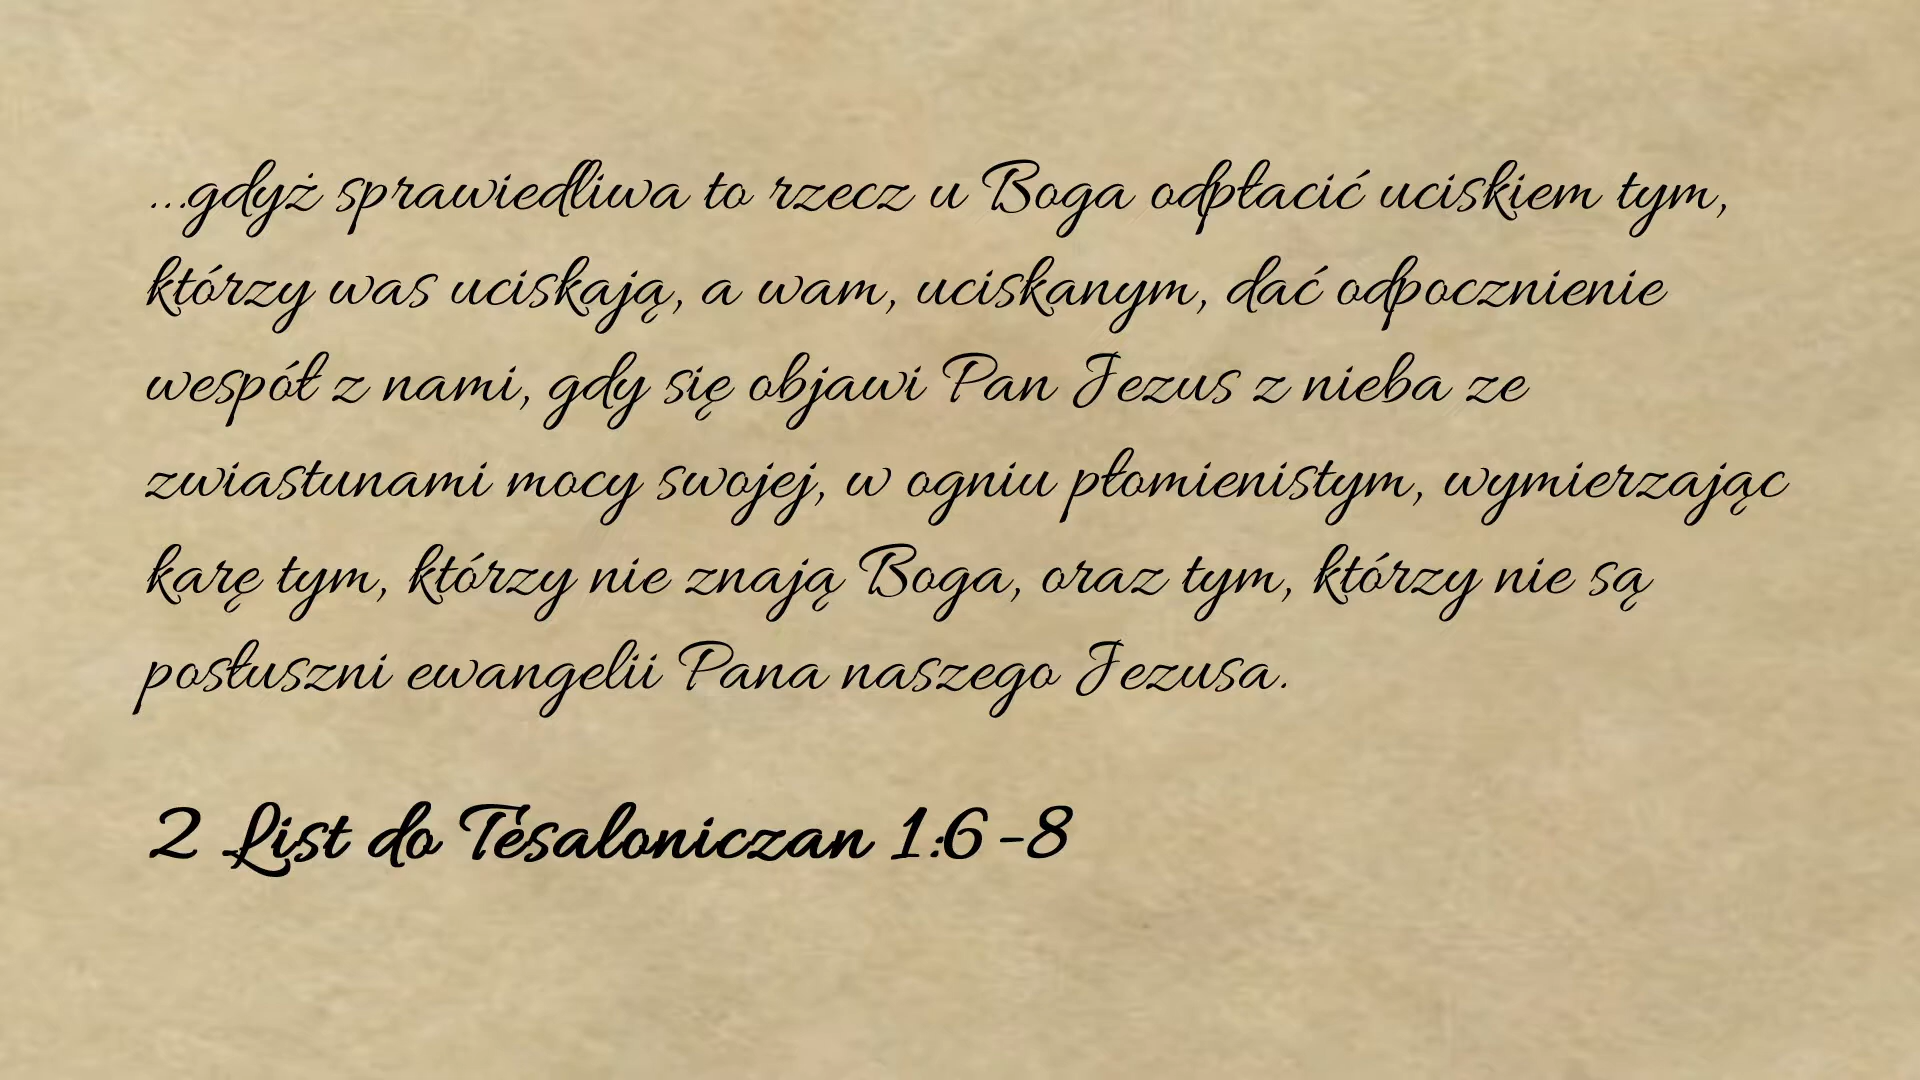 ...gdyż sprawiedliwa to rzecz u Boga odpłacić uciskiem tym,
którzy was uciskają, a wam, uciskanym, dać odpocznienie
wespół z nami, gdy się objawi Pan Jezus z nieba ze
zwiastunami mocy swojej, w ogniu płomienistym, wymierzając
karę tym, którzy nie znają Boga, oraz tym, którzy nie są
posłuszni ewangelii Pana naszego Jezusa.
2 List do Tesaloniczan 1:6-8